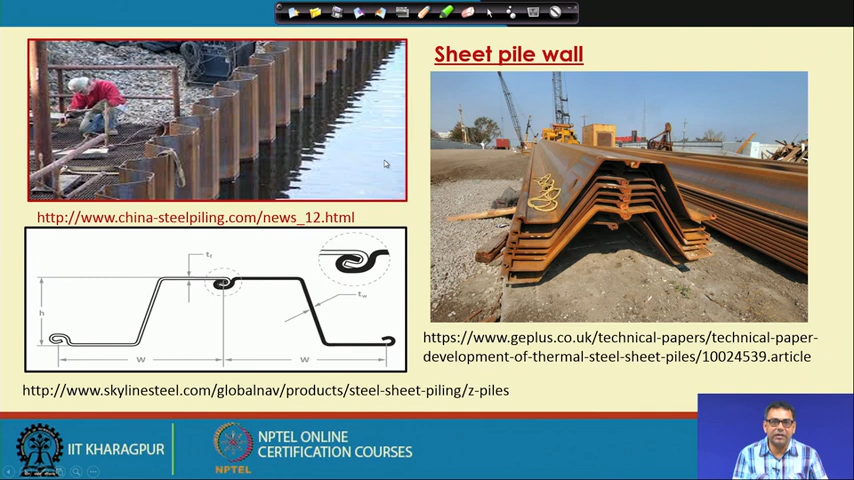 Sheet pile wall
http://www.china-steelpiling.com/news_12.html
tf
h
tw
w
w
https://www.geplus.co.uk/technical-papers/technical-paper-
development-of-thermal-steel-sheet-piles/10024539.article
http://www.skylinesteel.com/globalnav/products/steel-sheet-piling/z-piles
IIT KHARAGPUR
NPTEL
NPTEL ONLINE
CERTIFICATION COURSES